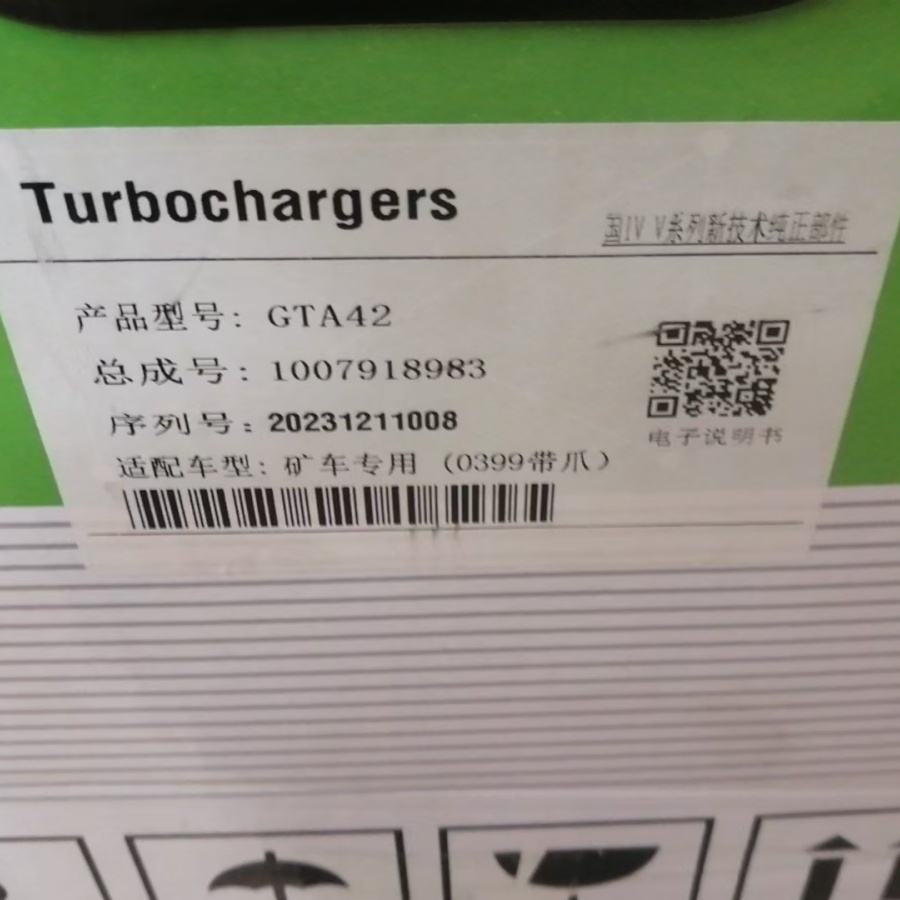 Turbochargers
国IV V系列新技术纯正部件
产品型号: GTA42
总成号: 1007918983
序列号: 20231211008
适配车型: 矿车专用 (0399带爪)
电子说明书